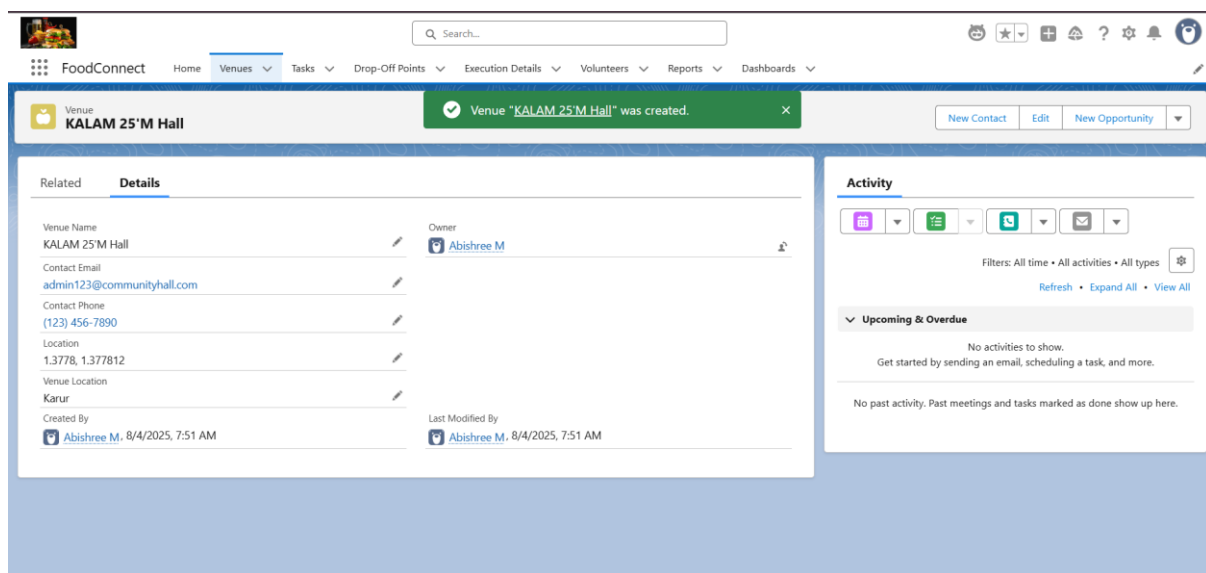 Search...
FoodConnect Home Venues Tasks Drop-Off Points Execution Details Volunteers Reports Dashboards
Venue "KALAM 25'M Hall" was created.
Venue
KALAM 25'M Hall
New Contact Edit New Opportunity
Related Details
Venue Name
KALAM 25'M Hall
Owner
Abishree M
Contact Email
admin123@communityhall.com
Contact Phone
(123) 456-7890
Location
1.3778, 1.377812
Venue Location
Karur
Created By
Abishree M, 8/4/2025, 7:51 AM
Last Modified By
Abishree M, 8/4/2025, 7:51 AM
Activity
Filters: All time • All activities • All types
Refresh • Expand All • View All
Upcoming & Overdue
No activities to show.
Get started by sending an email, scheduling a task, and more.
No past activity. Past meetings and tasks marked as done show up here.